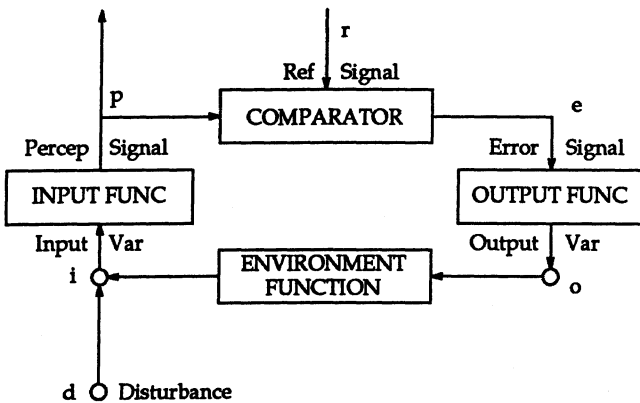 r
Ref Signal
p
COMPARATOR
e
Percep Signal
Error Signal
INPUT FUNC
OUTPUT FUNC
Input Var
Output Var
ENVIRONMENT
FUNCTION
i
o
d Disturbance